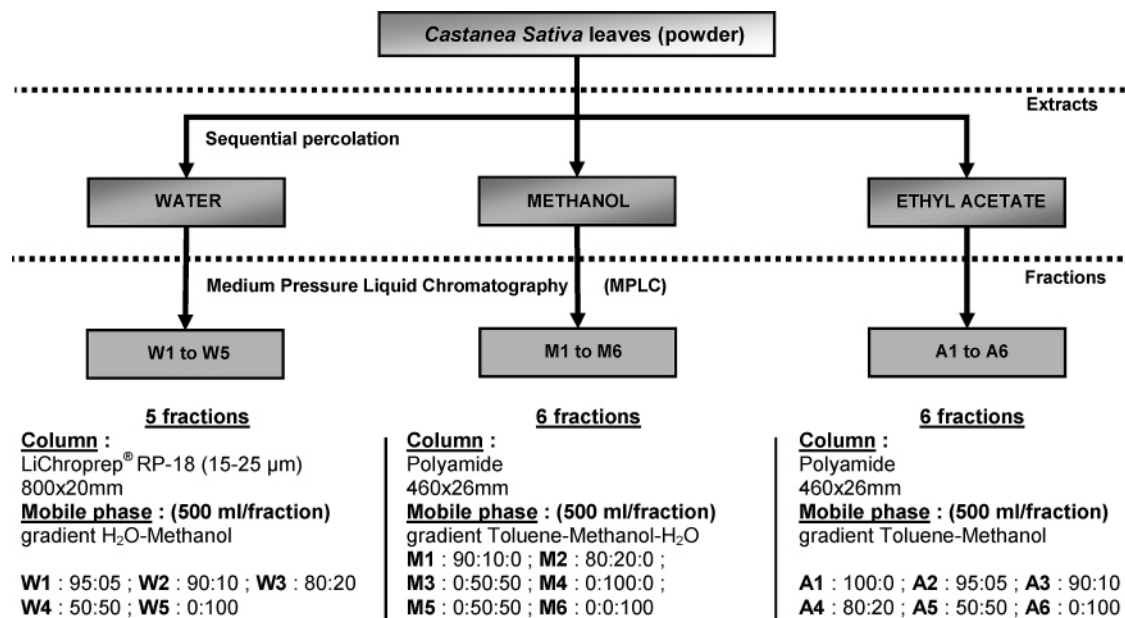 Castanea Sativa leaves (powder)
Extracts
Sequential percolation
WATER
METHANOL
ETHYL ACETATE
Fractions
Medium Pressure Liquid Chromatography (MPLC)
W1 to W5
M1 to M6
A1 to A6
5 fractions
Column :
LiChroprep® RP-18 (15-25 µm)
800x20mm
Mobile phase : (500 ml/fraction)
gradient H₂O-Methanol
W1 : 95:05 ; W2 : 90:10 ; W3 : 80:20
W4 : 50:50 ; W5 : 0:100
6 fractions
Column :
Polyamide
460x26mm
Mobile phase : (500 ml/fraction)
gradient Toluene-Methanol-H₂O
M1 : 90:10:0 ; M2 : 80:20:0 ;
M3 : 0:50:50 ; M4 : 0:100:0 ;
M5 : 0:50:50 ; M6 : 0:0:100
6 fractions
Column :
Polyamide
460x26mm
Mobile phase : (500 ml/fraction)
gradient Toluene-Methanol
A1 : 100:0 ; A2 : 95:05 ; A3 : 90:10
A4 : 80:20 ; A5 : 50:50 ; A6 : 0:100